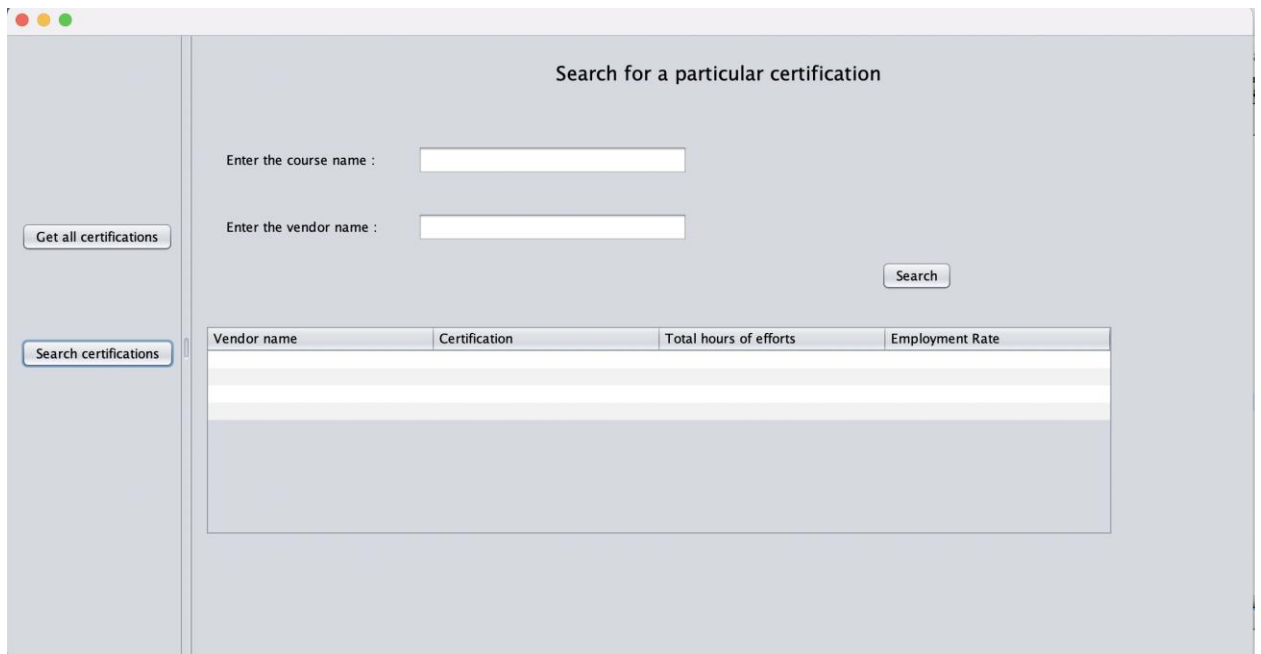 Search for a particular certification
Enter the course name :
Enter the vendor name :
Get all certifications
Search
Search certifications
Vendor name Certification Total hours of efforts Employment Rate